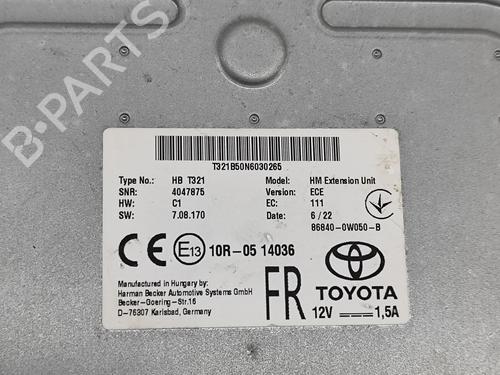 T321B50N6030265
Type No.: HB T321 Model: HM Extension Unit
SNR: 4047875 Version: ECE
HW: C1 EC: 111
SW: 7.08.170 Date: 6 / 22
86840-0W050-B
CE E13 10R-05 14036
Manufactured in Hungary by:
Harman Becker Automotive Systems GmbH
Becker-Goering-Str.16
D-76307 Karlsbad, Germany
FR
TOYOTA
12V 1,5A
B-PARTS